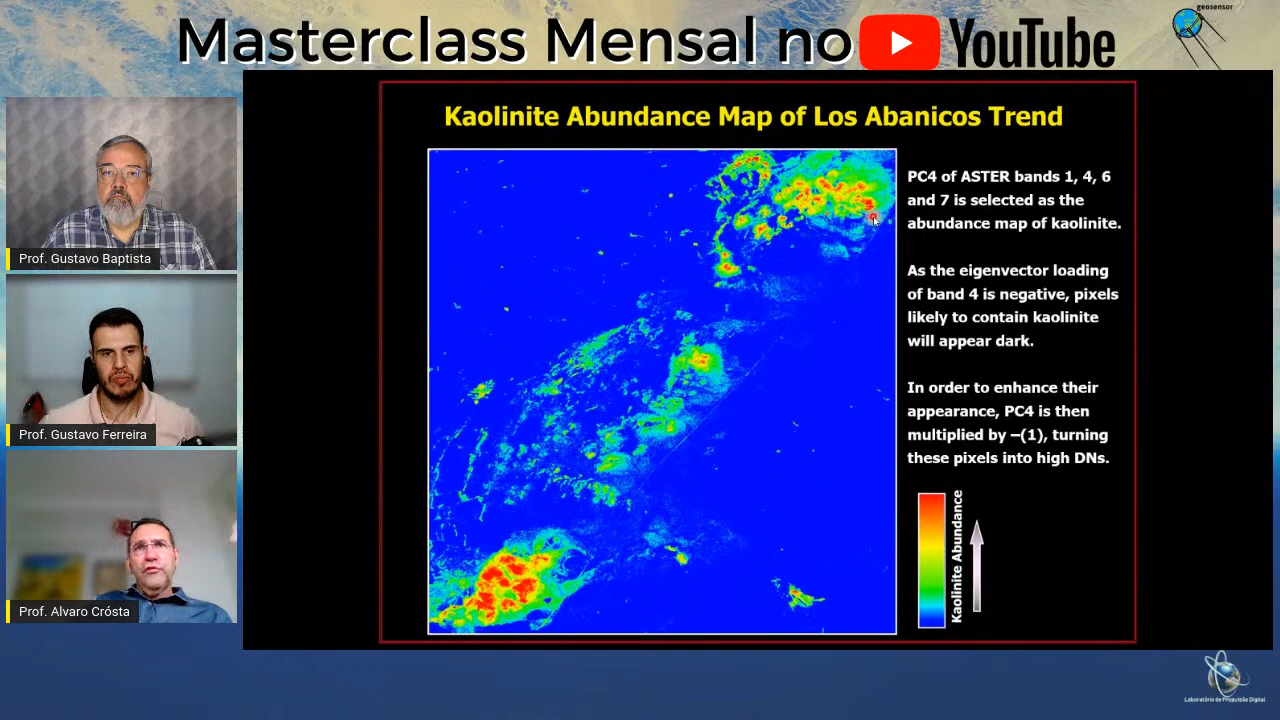 Masterclass Mensal no YouTube
geosensor
Kaolinite Abundance Map of Los Abanicos Trend
PC4 of ASTER bands 1, 4, 6
and 7 is selected as the
abundance map of kaolinite.
As the eigenvector loading
of band 4 is negative, pixels
likely to contain kaolinite
will appear dark.
In order to enhance their
appearance, PC4 is then
multiplied by –(1), turning
these pixels into high DNs.
Kaolinite Abundance
Prof. Gustavo Baptista
Prof. Gustavo Ferreira
Prof. Alvaro Crósta
Laboratório de Propulsão Digital